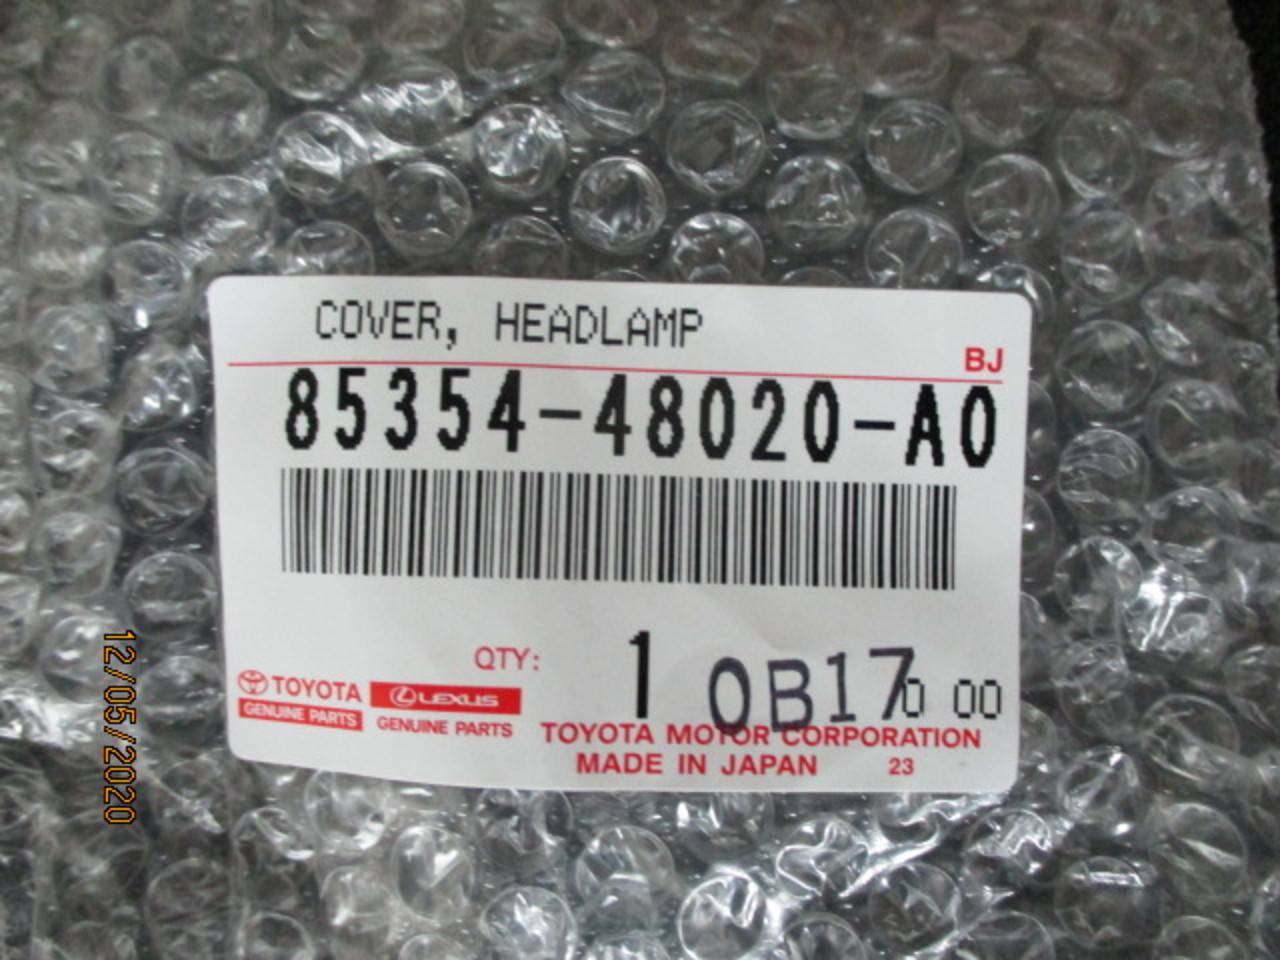 COVER, HEADLAMP
BJ
85354-48020-A0
QTY: 1 0B17 0 00
TOYOTA LEXUS
GENUINE PARTS GENUINE PARTS
TOYOTA MOTOR CORPORATION
MADE IN JAPAN 23
12/05/2020